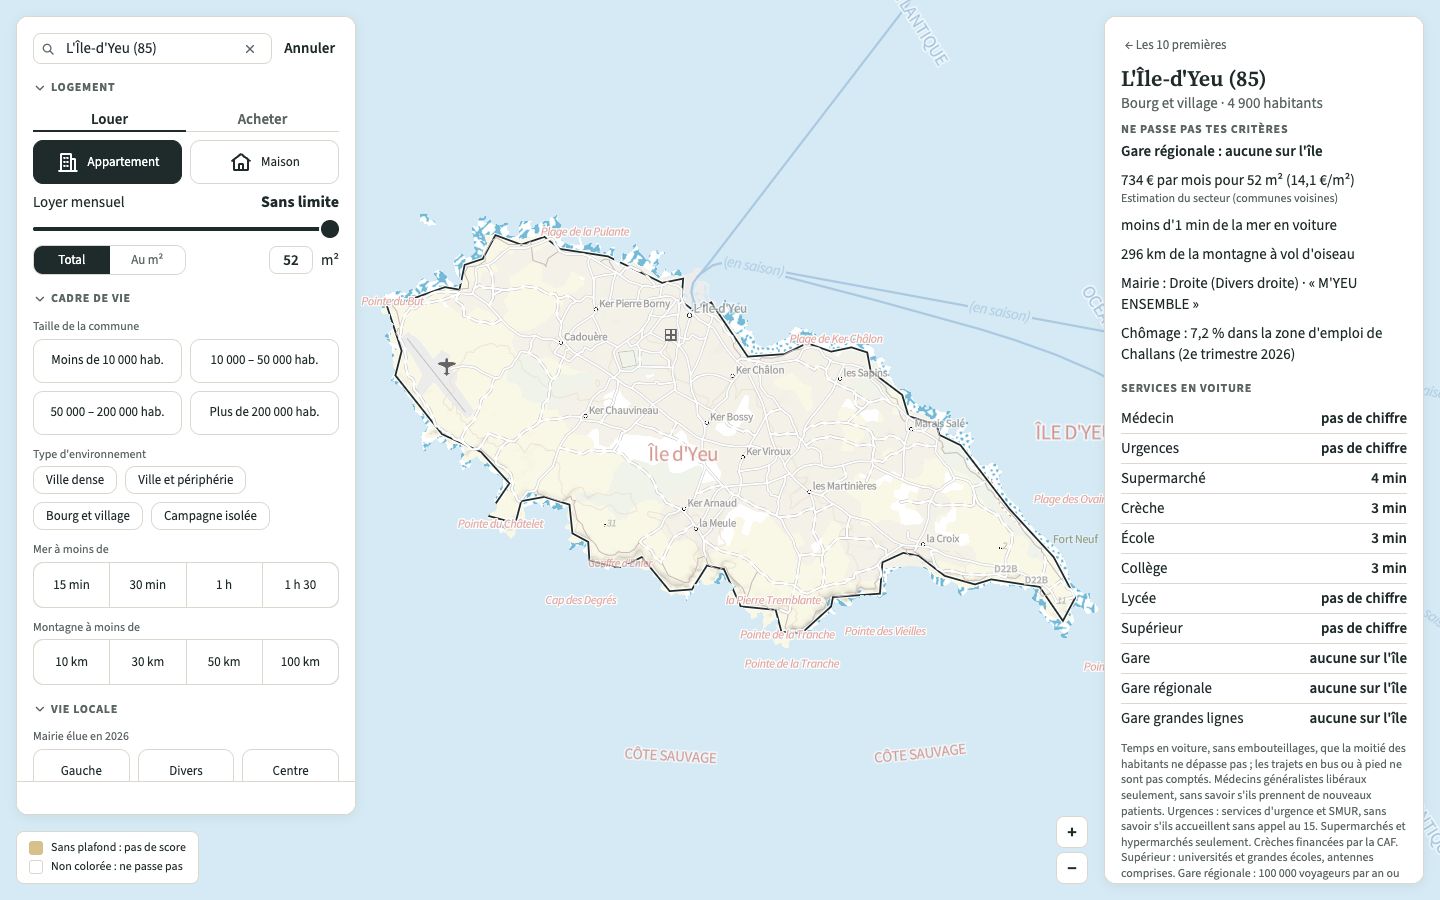 L'Île-d'Yeu (85)
Annuler
LOGEMENT
Louer
Acheter
Appartement
Maison
Loyer mensuel
Sans limite
Total
Au m²
52
m²
CADRE DE VIE
Taille de la commune
Moins de 10 000 hab.
10 000 – 50 000 hab.
50 000 – 200 000 hab.
Plus de 200 000 hab.
Type d'environnement
Ville dense
Ville et périphérie
Bourg et village
Campagne isolée
Mer à moins de
15 min
30 min
1 h
1 h 30
Montagne à moins de
10 km
30 km
50 km
100 km
VIE LOCALE
Mairie élue en 2026
Gauche
Divers
Centre
Sans plafond : pas de score
Non colorée : ne passe pas
Plage de la Pulante
Pointe du But
Ker Pierre Borny
L'Île-d'Yeu
(en saison)
(en saison)
Cadouère
Plage de Ker Châlon
Ker Châlon
les Sapins
Ker Chauvineau
Ker Bossy
Marais Salé
Île d'Yeu
Ker Viroux
les Martinières
Ker Arnaud
la Meule
31
Pointe du Châtelet
la Croix
2
Fort Neuf
Gouffre d'Enfer
D22B
D22B
11
Cap des Degrés
la Pierre Tremblante
Pointe de la Tranche
Pointe des Vieilles
Pointe de la Tranche
CÔTE SAUVAGE
CÔTE SAUVAGE
+
−
← Les 10 premières
L'Île-d'Yeu (85)
Bourg et village · 4 900 habitants
NE PASSE PAS TES CRITÈRES
Gare régionale : aucune sur l'île
734 € par mois pour 52 m² (14,1 €/m²)
Estimation du secteur (communes voisines)
moins d'1 min de la mer en voiture
296 km de la montagne à vol d'oiseau
Mairie : Droite (Divers droite) · « M'YEU
ENSEMBLE »
Chômage : 7,2 % dans la zone d'emploi de
Challans (2e trimestre 2026)
SERVICES EN VOITURE
Médecin pas de chiffre
Urgences pas de chiffre
Supermarché 4 min
Crèche 3 min
École 3 min
Collège 3 min
Lycée pas de chiffre
Supérieur pas de chiffre
Gare aucune sur l'île
Gare régionale aucune sur l'île
Gare grandes lignes aucune sur l'île
Temps en voiture, sans embouteillages, que la moitié des
habitants ne dépasse pas ; les trajets en bus ou à pied ne
sont pas comptés. Médecins généralistes libéraux
seulement, sans savoir s'ils prennent de nouveaux
patients. Urgences : services d'urgence et SMUR, sans
savoir s'ils accueillent sans appel au 15. Supermarchés et
hypermarchés seulement. Crèches financées par la CAF.
Supérieur : universités et grandes écoles, antennes
comprises. Gare régionale : 100 000 voyageurs par an ou